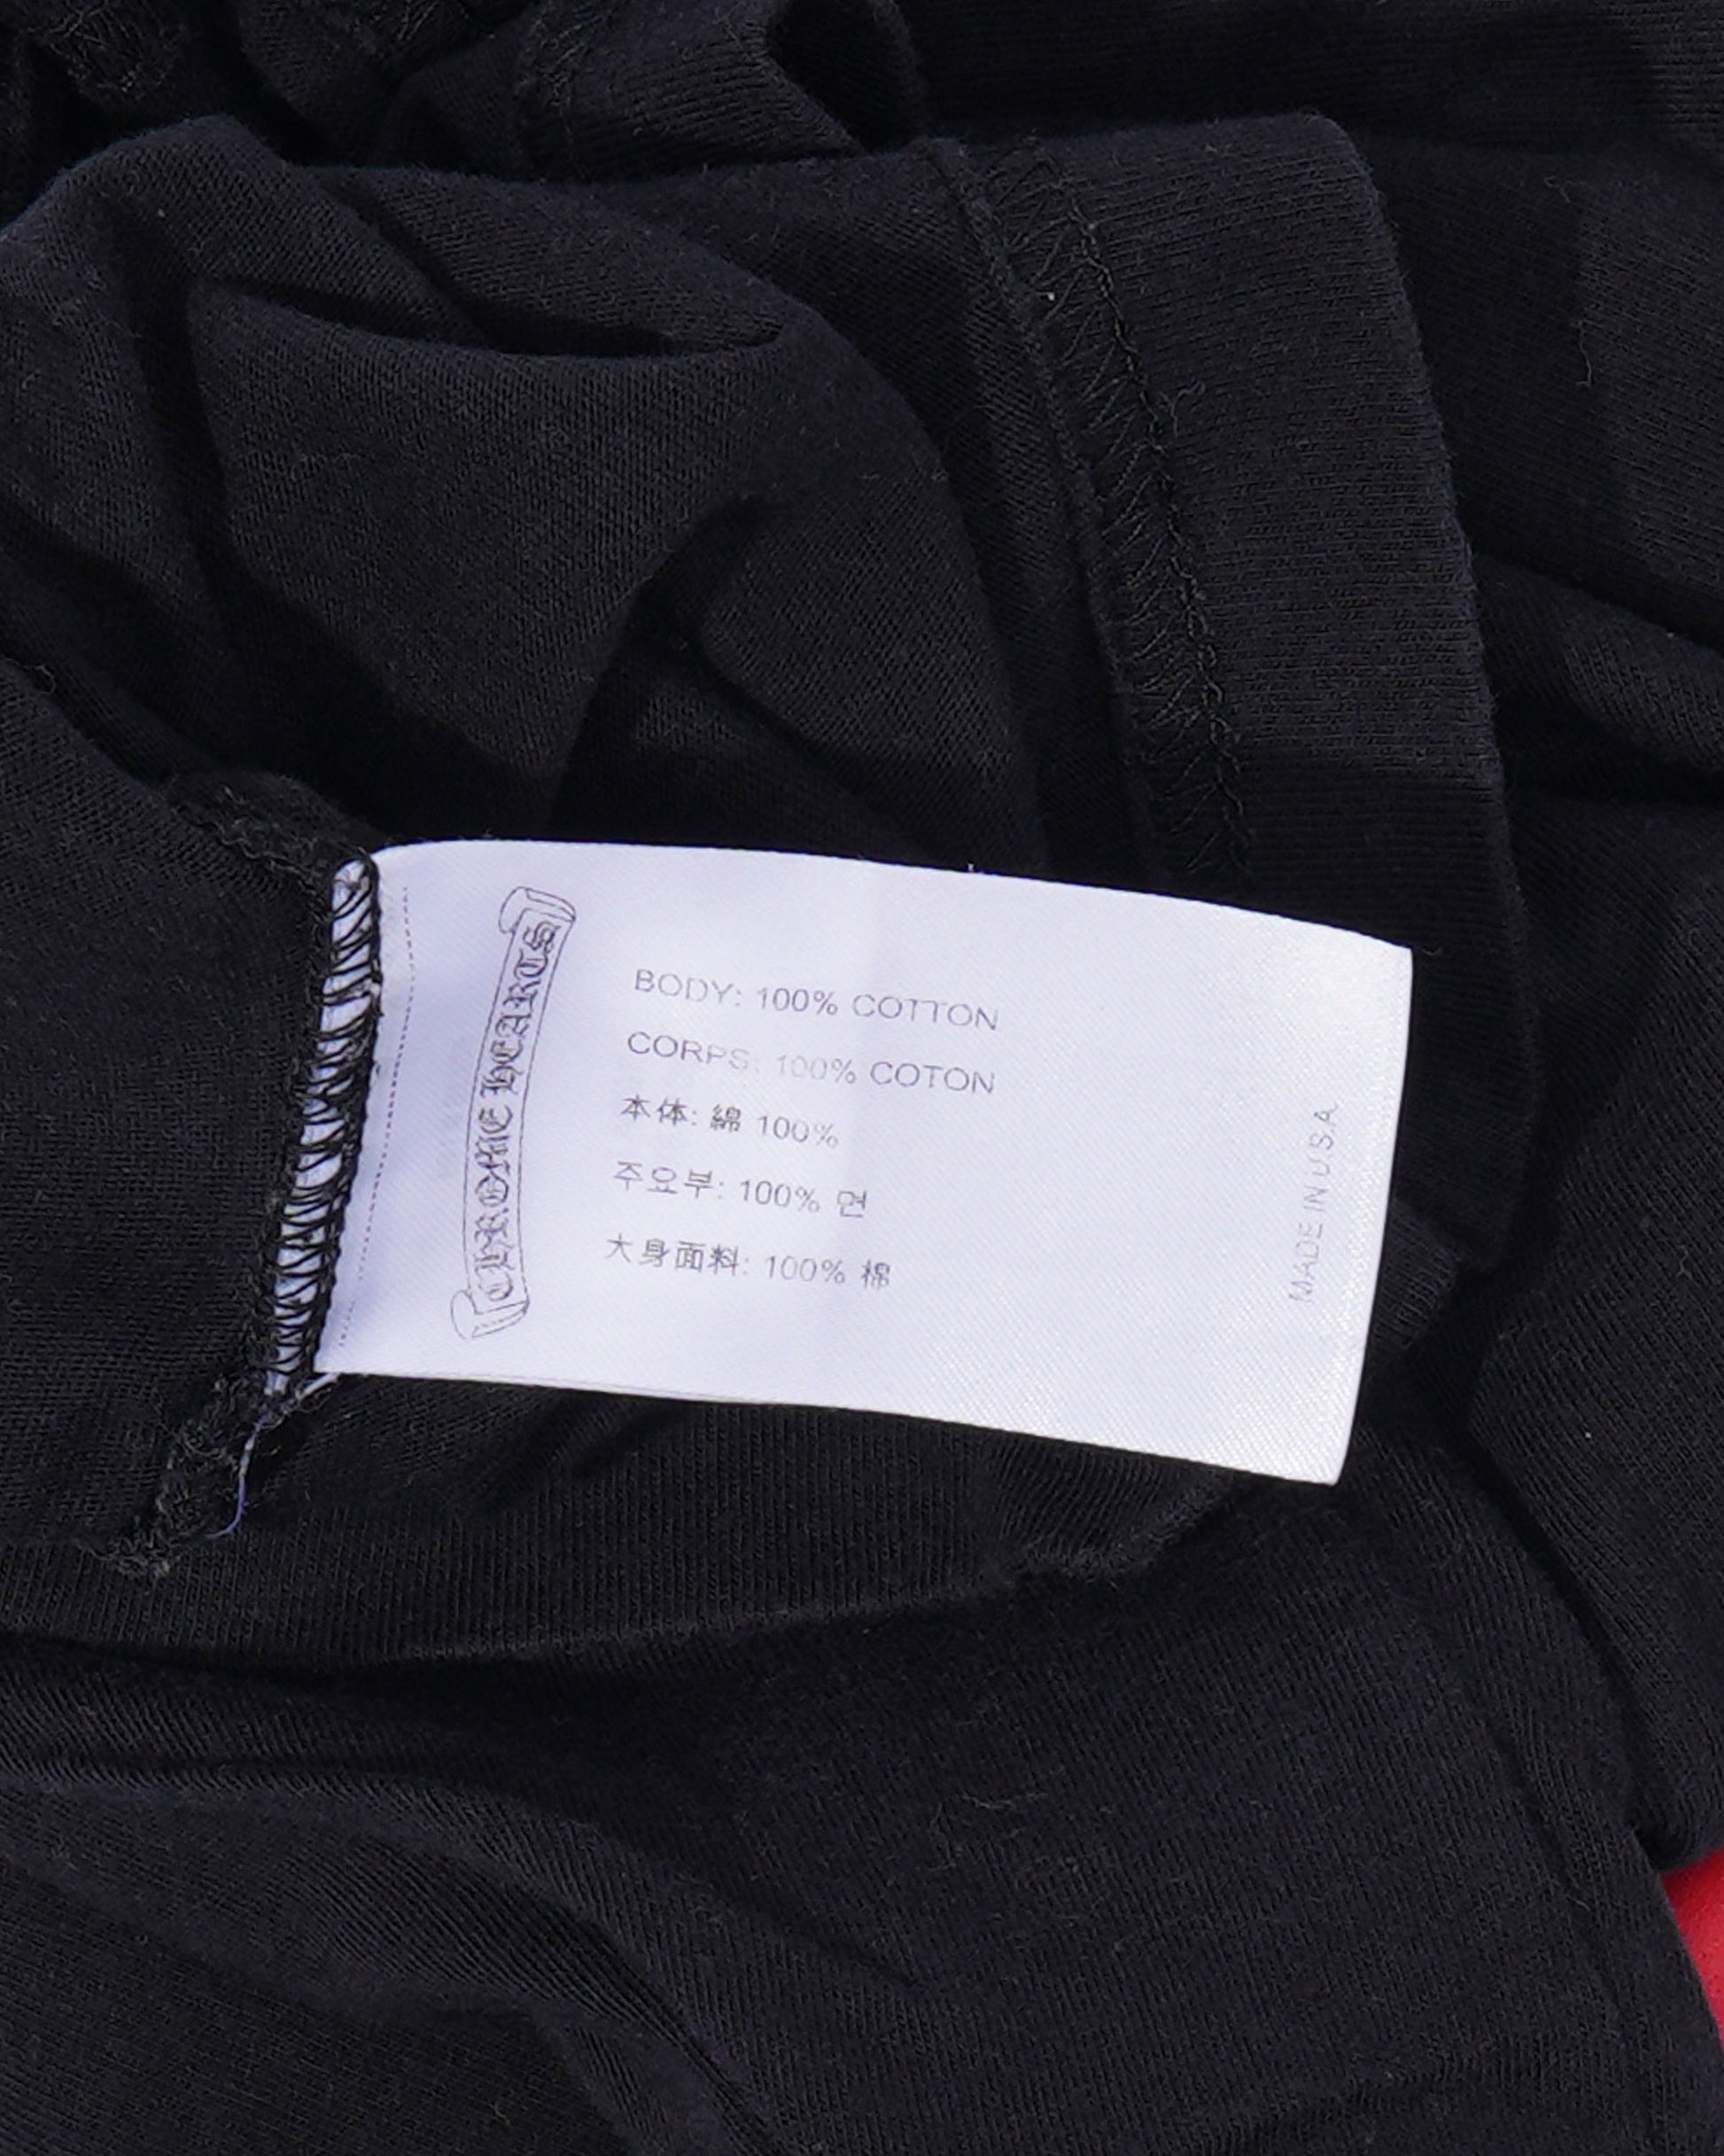 CHROME HEARTS
BODY: 100% COTTON
CORPS: 100% COTON
本体: 綿 100%
주요부: 100% 면
大身面料: 100% 棉
MADE IN U.S.A.